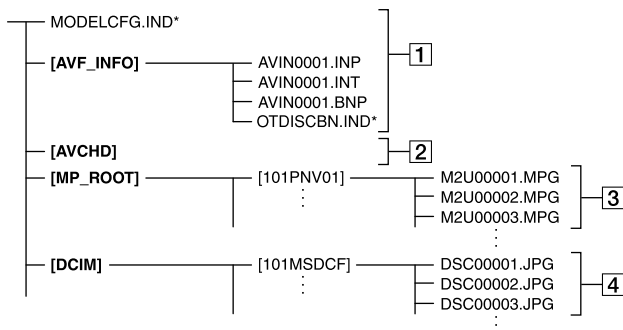 MODELCFG.IND*
[AVF_INFO] AVIN0001.INP
AVIN0001.INT
AVIN0001.BNP
OTDISCBN.IND*
1
[AVCHD] 2
[MP_ROOT] [101PNV01] M2U00001.MPG
M2U00002.MPG
M2U00003.MPG
3
[DCIM] [101MSDCF] DSC00001.JPG
DSC00002.JPG
DSC00003.JPG
4